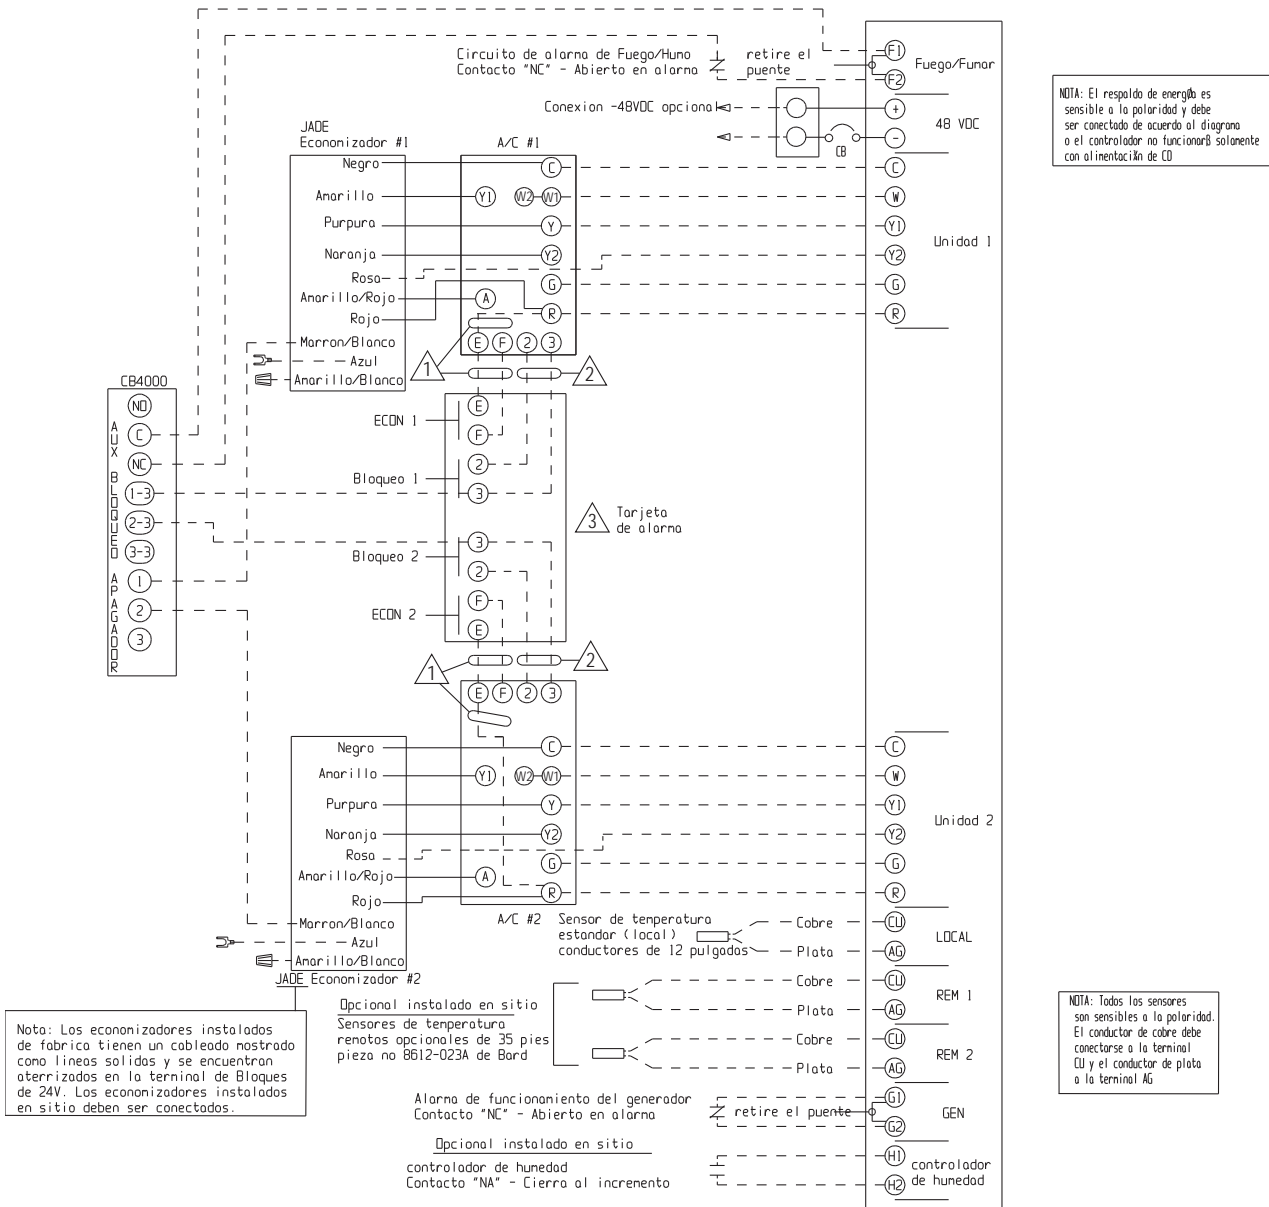 Circuito de alarma de Fuego/Humo
Contacto "NC" - Abierto en alarma
retire el
puente
F1
F2
Fuego/Fumar
Conexion -48VDC opcional
CB
+
-
48 VDC
NOTA: El respaldo de energØa es
sensible a la polaridad y debe
ser conectado de acuerdo al diagrama
o el controlador no funcionarß solamente
con alimentaciÄn de CD
JADE
Economizador #1
Negro
Amarillo
Purpura
Naranja
Rosa
Amarillo/Rojo
Rojo
Marron/Blanco
Azul
Amarillo/Blanco
A/C #1
C
Y1
W2
W1
Y
Y2
G
A
R
E
F
2
3
C
W
Y1
Y2
G
R
Unidad 1
1
2
CB4000
NO
C
NC
1-3
2-3
3-3
1
2
3
AUX BLOQUEO APAGADOR
ECON 1
E
F
Bloqueo 1
2
3
3
Tarjeta
de alarma
Bloqueo 2
3
2
ECON 2
F
E
1
2
E
F
2
3
Negro
Amarillo
Purpura
Naranja
Rosa
Amarillo/Rojo
Rojo
Marron/Blanco
Azul
Amarillo/Blanco
JADE Economizador #2
C
Y1
W2
W1
Y
Y2
G
A
R
A/C #2
C
W
Y1
Y2
G
R
Unidad 2
Sensor de temperatura
estandar (local)
conductores de 12 pulgadas
Cobre
Plata
CU
AG
LOCAL
Opcional instalado en sitio
Sensores de temperatura
remotos opcionales de 35 pies
pieza no 8612-023A de Bard
Cobre
Plata
CU
AG
REM 1
Cobre
Plata
CU
AG
REM 2
NOTA: Todos los sensores
son sensibles a la polaridad.
El conductor de cobre debe
conectarse a la terminal
CU y el conductor de plata
a la terminal AG
Nota: Los economizadores instalados
de fabrica tienen un cableado mostrado
como lineas solidas y se encuentran
aterrizados en la terminal de Bloques
de 24V. Los economizadores instalados
en sitio deben ser conectados.
Alarma de funcionamiento del generador
Contacto "NC" - Abierto en alarma
retire el puente
G1
G2
GEN
Opcional instalado en sitio
controlador de humedad
Contacto "NA" - Cierra al incremento
H1
H2
controlador
de humedad